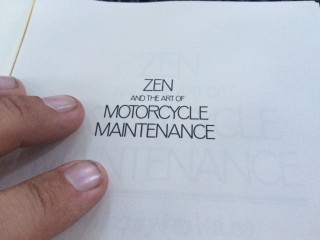 ZEN
AND THE ART OF
MOTORCYCLE
MAINTENANCE